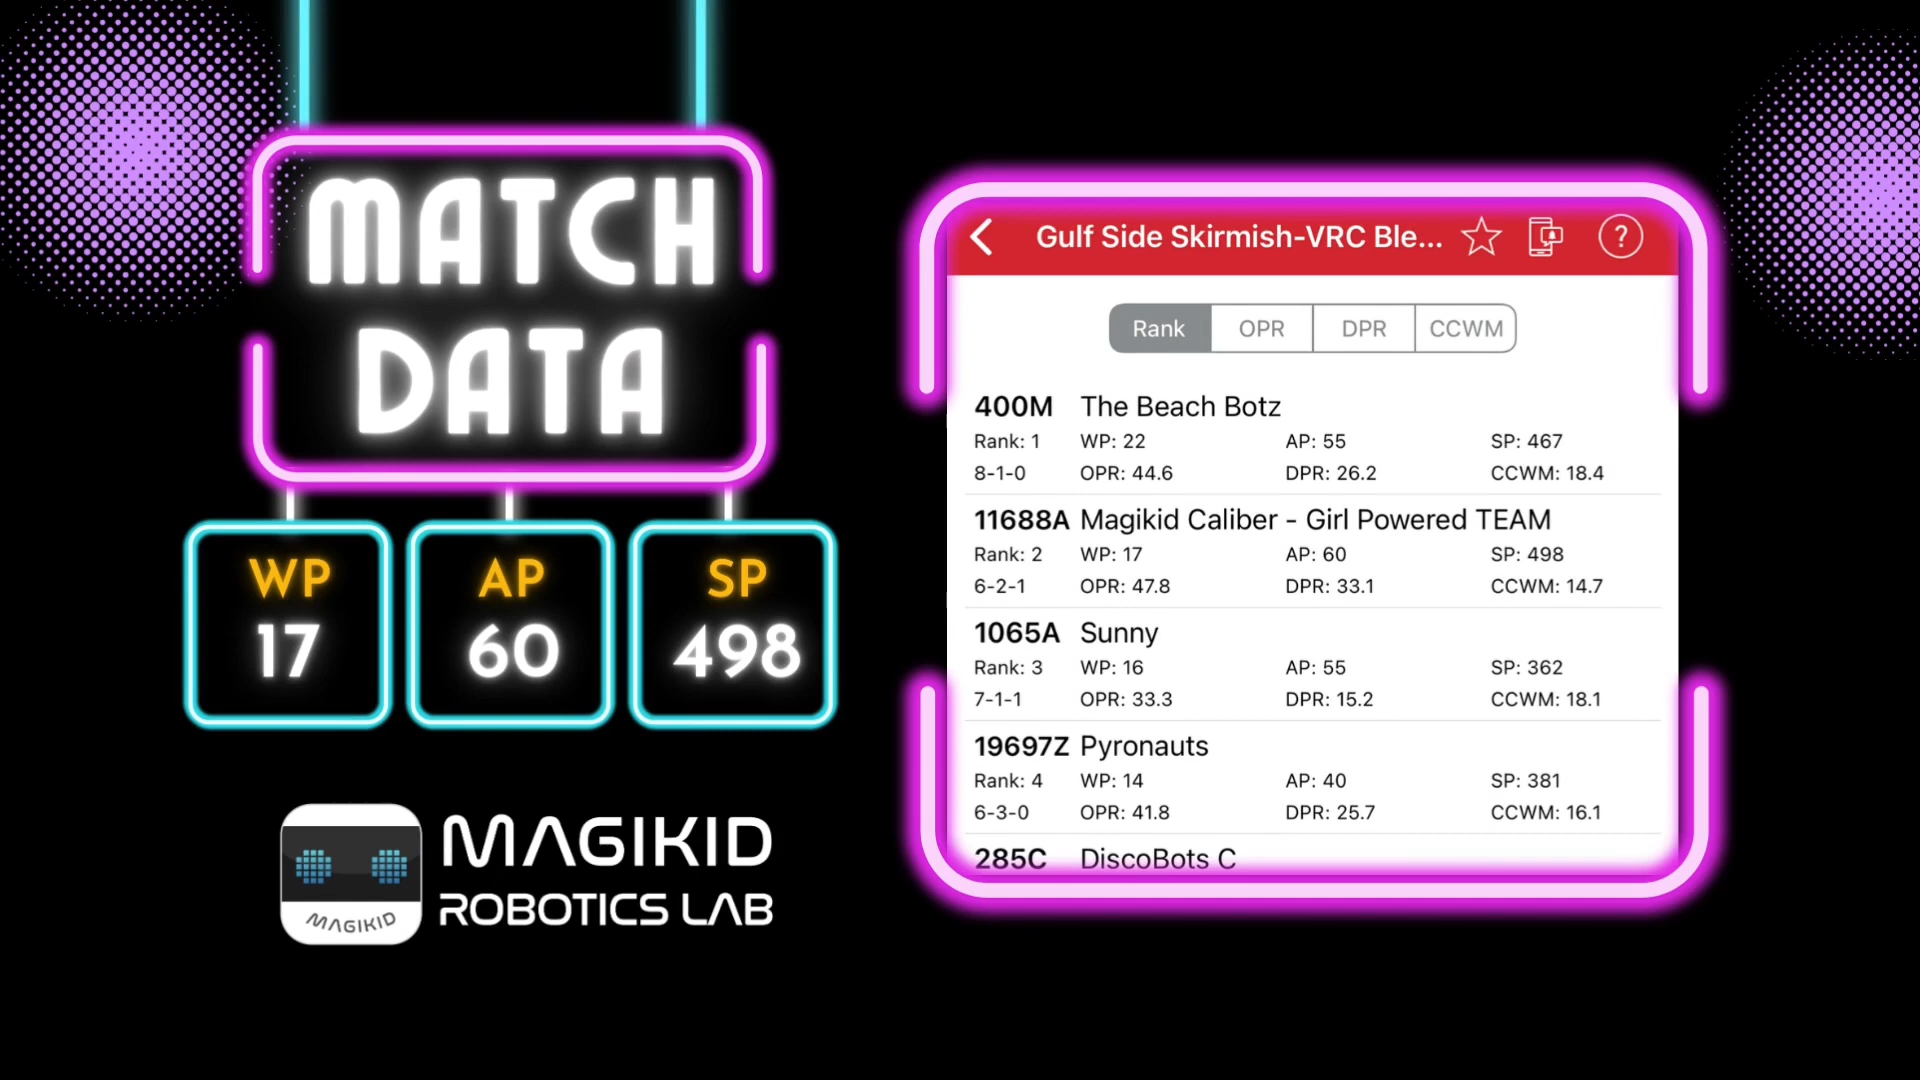 MATCH
DATA
WP
17
AP
60
SP
498
MAGIKID
MAGIKID
ROBOTICS LAB
Gulf Side Skirmish-VRC Ble... ?
Rank OPR DPR CCWM
400M The Beach Botz
Rank: 1 WP: 22 AP: 55 SP: 467
8-1-0 OPR: 44.6 DPR: 26.2 CCWM: 18.4
11688A Magikid Caliber - Girl Powered TEAM
Rank: 2 WP: 17 AP: 60 SP: 498
6-2-1 OPR: 47.8 DPR: 33.1 CCWM: 14.7
1065A Sunny
Rank: 3 WP: 16 AP: 55 SP: 362
7-1-1 OPR: 33.3 DPR: 15.2 CCWM: 18.1
19697Z Pyronauts
Rank: 4 WP: 14 AP: 40 SP: 381
6-3-0 OPR: 41.8 DPR: 25.7 CCWM: 16.1
285C DiscoBots C